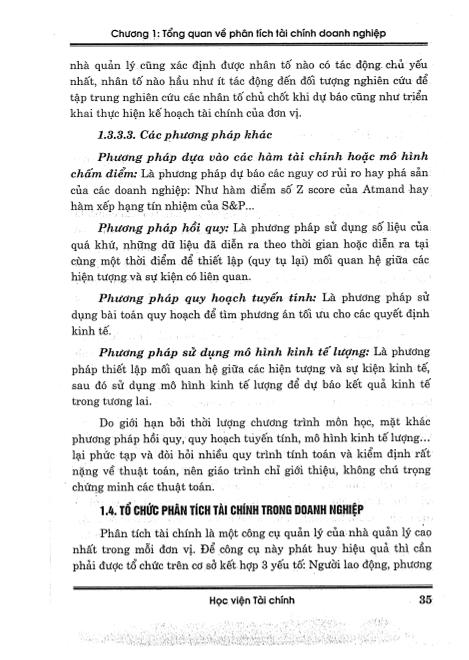 Chương 1: Tổng quan về phân tích tài chính doanh nghiệp
nhà quản lý cũng xác định được nhân tố nào có tác động chủ yếu
nhất, nhân tố nào hầu như ít tác động đến đối tượng nghiên cứu để
tập trung nghiên cứu các nhân tố chủ chốt khi dự báo cũng như triển
khai thực hiện kế hoạch tài chính của đơn vị.
1.3.3.3. Các phương pháp khác
Phương pháp dựa vào các hàm tài chính hoặc mô hình
chấm điểm: Là phương pháp dự báo các nguy cơ rủi ro hay phá sản
của các doanh nghiệp: Như hàm điểm số Z score của Atmand hay
hàm xếp hạng tín nhiệm của S&P...
Phương pháp hồi quy: Là phương pháp sử dụng số liệu của
quá khứ, những dữ liệu đã diễn ra theo thời gian hoặc diễn ra tại
cùng một thời điểm để thiết lập (quy tụ lại) mối quan hệ giữa các
hiện tượng và sự kiện có liên quan.
Phương pháp quy hoạch tuyến tính: Là phương pháp sử
dụng bài toán quy hoạch để tìm phương án tối ưu cho các quyết định
kinh tế.
Phương pháp sử dụng mô hình kinh tế lượng: Là phương
pháp thiết lập mối quan hệ giữa các hiện tượng và sự kiện kinh tế,
sau đó sử dụng mô hình kinh tế lượng để dự báo kết quả kinh tế
trong tương lai.
Do giới hạn bởi thời lượng chương trình môn học, mặt khác
phương pháp hồi quy, quy hoạch tuyến tính, mô hình kinh tế lượng...
lại phức tạp và đòi hỏi nhiều quy trình tính toán và kiểm định rất
nặng về thuật toán, nên giáo trình chỉ giới thiệu, không chú trọng
chứng minh các thuật toán.
1.4. TỔ CHỨC PHÂN TÍCH TÀI CHÍNH TRONG DOANH NGHIỆP
Phân tích tài chính là một công cụ quản lý của nhà quản lý cao
nhất trong mỗi đơn vị. Để công cụ này phát huy hiệu quả thì cần
phải được tổ chức trên cơ sở kết hợp 3 yếu tố: Người lao động, phương
Học viện Tài chính 35